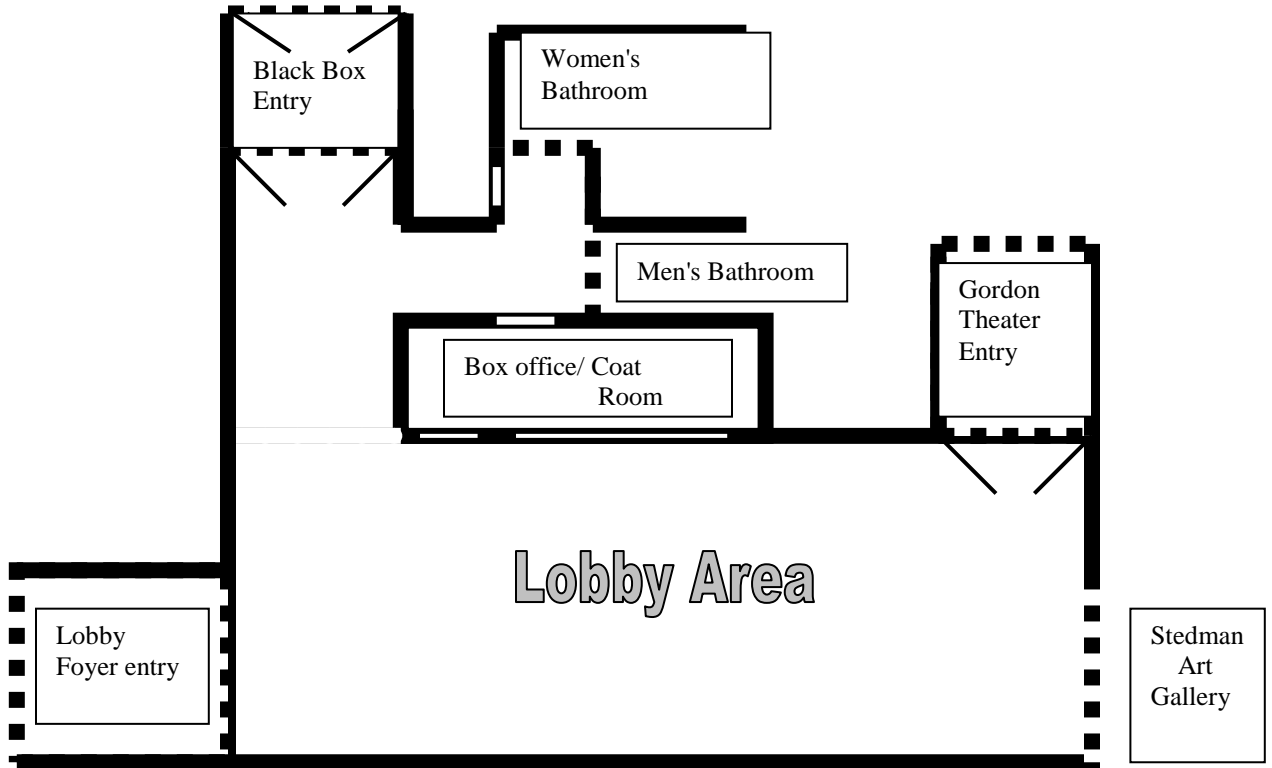 Women's
Bathroom
Black Box
Entry
Men's Bathroom
Gordon
Theater
Entry
Box office/ Coat
Room
Lobby Area
Lobby
Foyer entry
Stedman
Art
Gallery